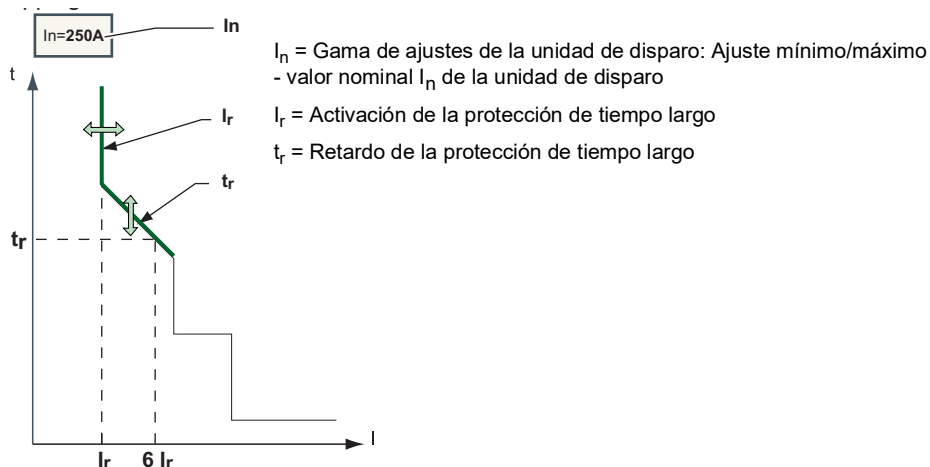 In=250A
In
t
Ir
tr
tr
Ir
6 Ir
I
In = Gama de ajustes de la unidad de disparo: Ajuste mínimo/máximo
- valor nominal In de la unidad de disparo
Ir = Activación de la protección de tiempo largo
tr = Retardo de la protección de tiempo largo